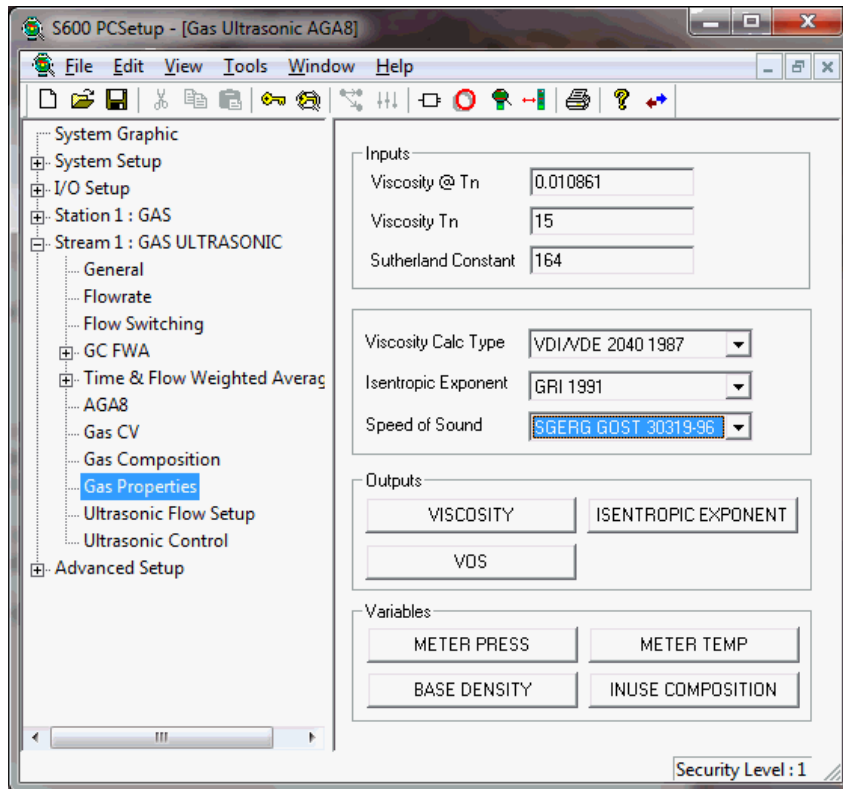 S600 PCSetup - [Gas Ultrasonic AGA8]
File Edit View Tools Window Help
System Graphic
System Setup
I/O Setup
Station 1 : GAS
Stream 1 : GAS ULTRASONIC
General
Flowrate
Flow Switching
GC FWA
Time & Flow Weighted Averag
AGA8
Gas CV
Gas Composition
Gas Properties
Ultrasonic Flow Setup
Ultrasonic Control
Advanced Setup
Inputs
Viscosity @ Tn 0.010861
Viscosity Tn 15
Sutherland Constant 164
Viscosity Calc Type VDI/VDE 2040 1987
Isentropic Exponent GRI 1991
Speed of Sound SGERG GOST 30319-96
Outputs
VISCOSITY ISENTROPIC EXPONENT
VOS
Variables
METER PRESS METER TEMP
BASE DENSITY INUSE COMPOSITION
Security Level : 1